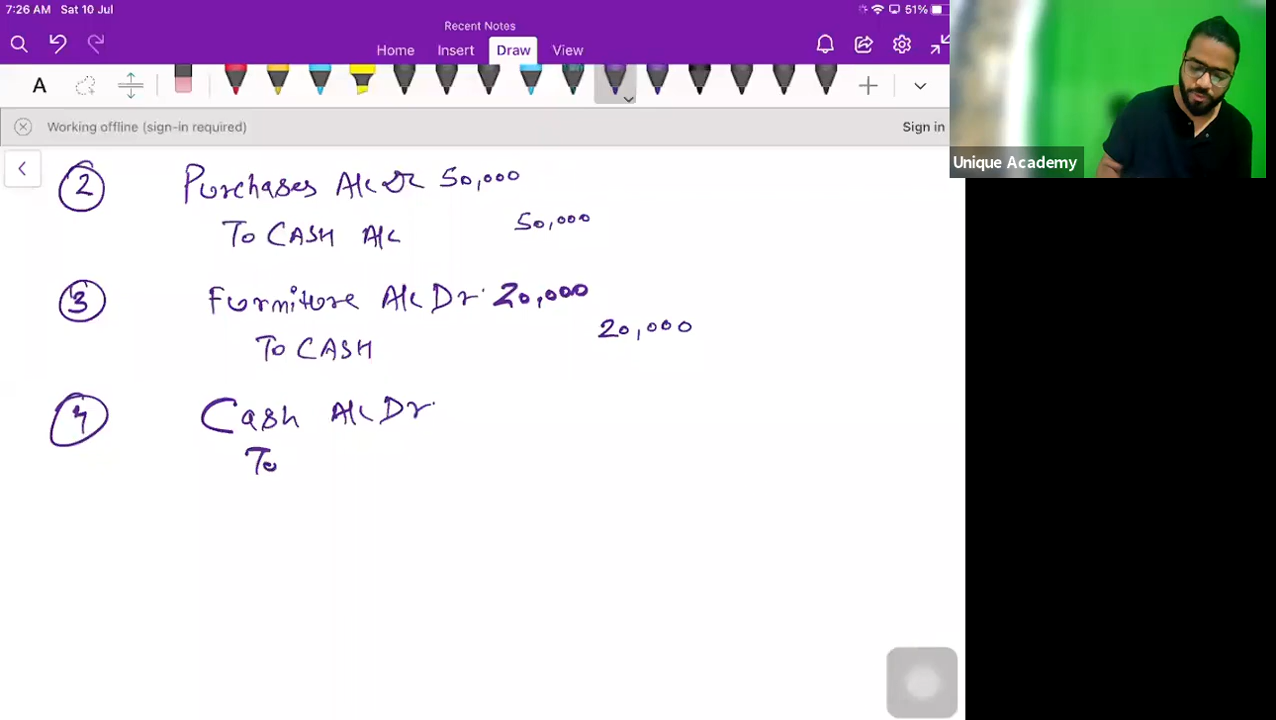 7:26 AM Sat 10 Jul
51%
Recent Notes
Home Insert Draw View
A
Working offline (sign-in required)
Sign in
Unique Academy
2 Purchases A/c Dr 50,000
To CASH A/c 50,000
3 Furniture A/c Dr. 20,000
To CASH 20,000
4 Cash A/c Dr.
To